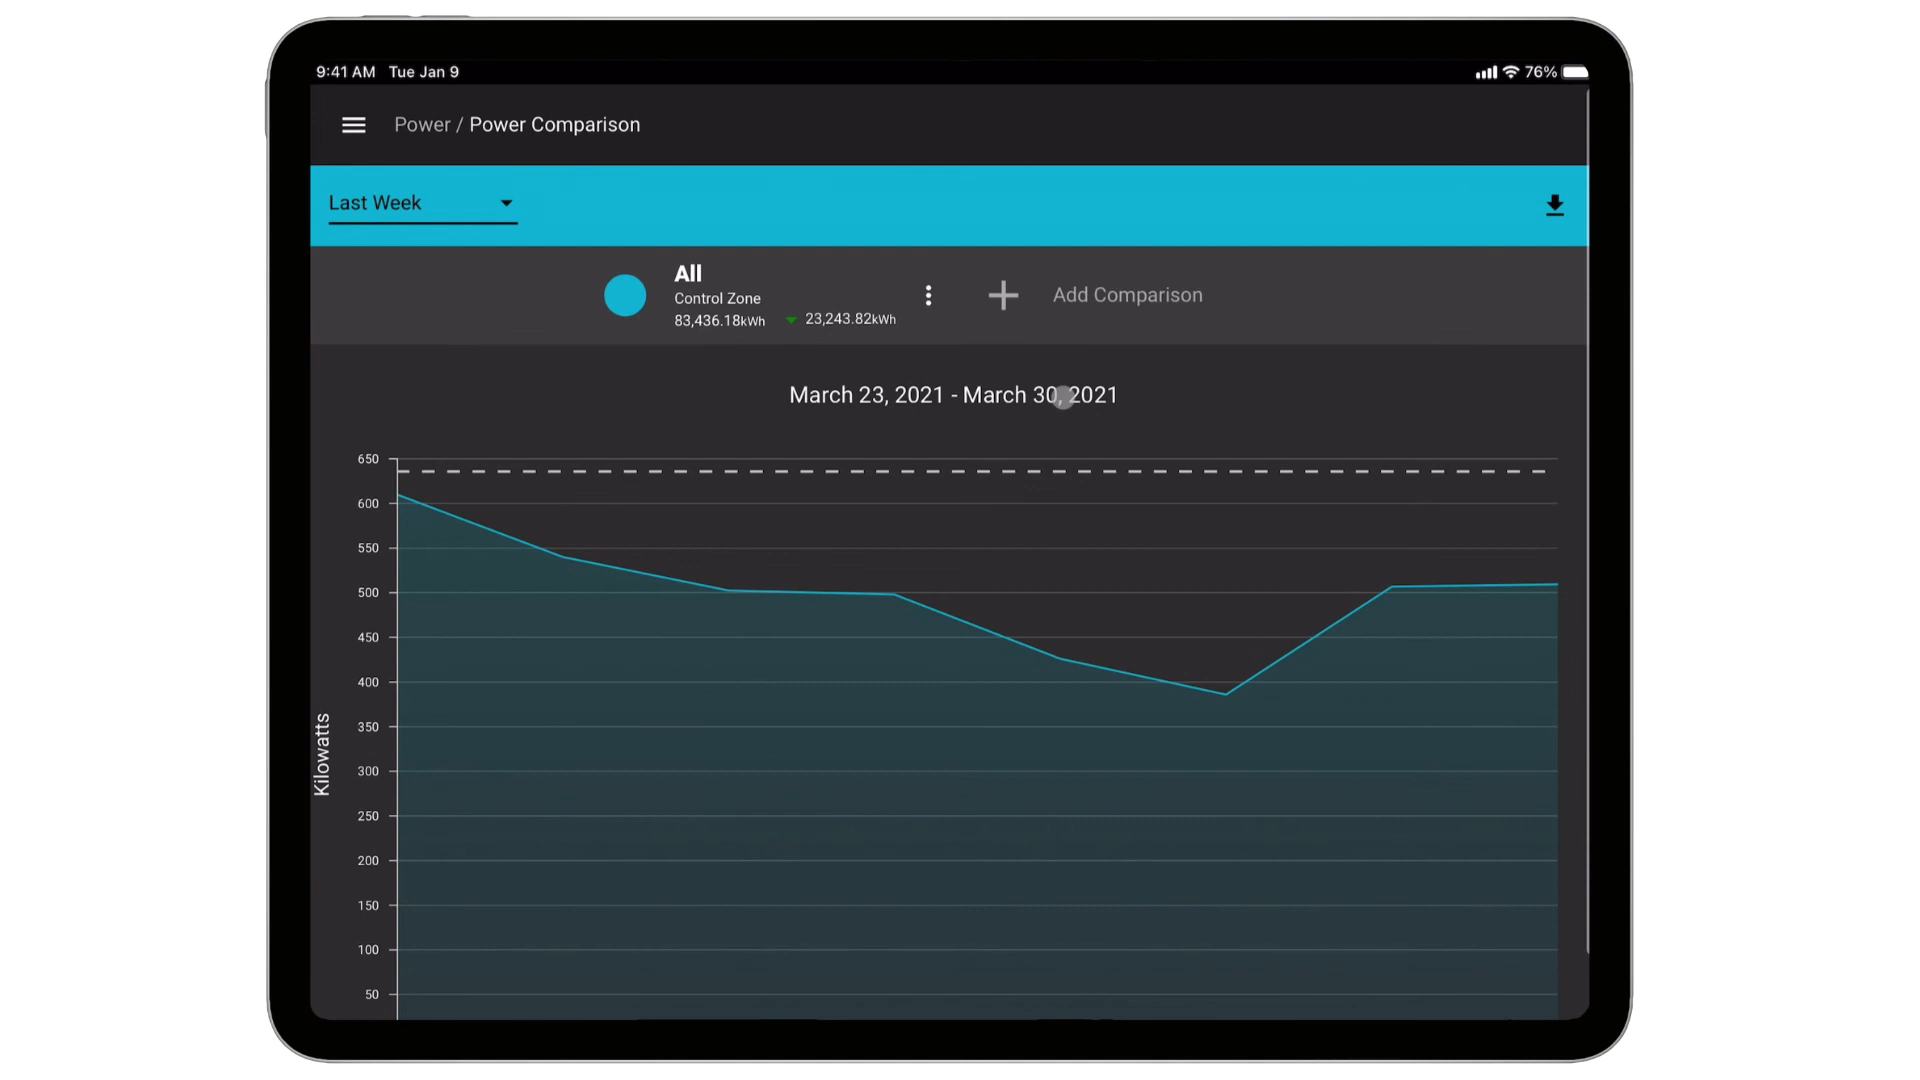 9:41 AM Tue Jan 9
76%
Power / Power Comparison
Last Week
All
Control Zone
83,436.18kWh 23,243.82kWh
Add Comparison
March 23, 2021 - March 30, 2021
650
600
550
500
450
400
350
300
250
200
150
100
50
Kilowatts